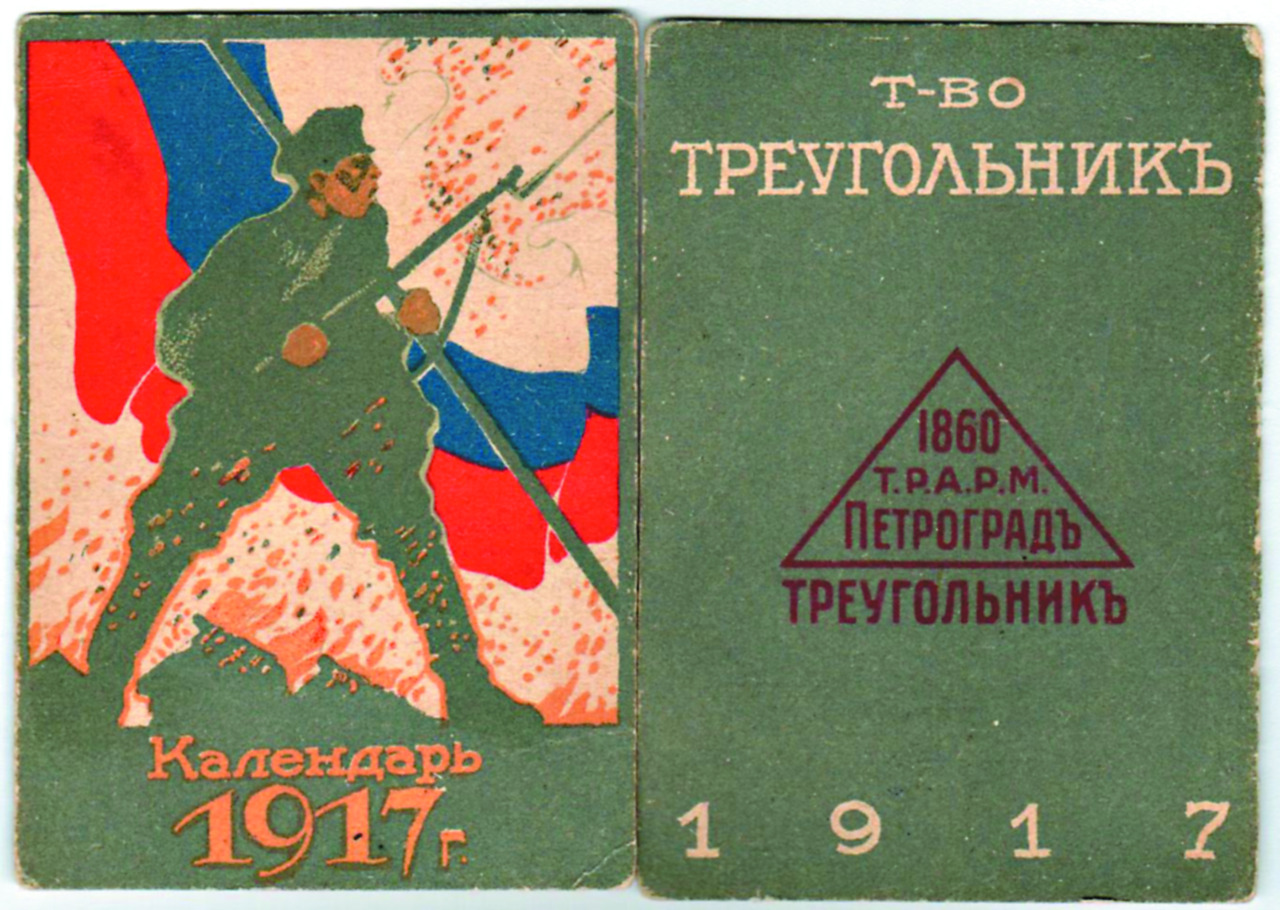 Календарь
1917 г.
Т-ВО
ТРЕУГОЛЬНИКЪ
1860
Т.Р.А.Р.М.
ПЕТРОГРАДЪ
ТРЕУГОЛЬНИКЪ
1 9 1 7